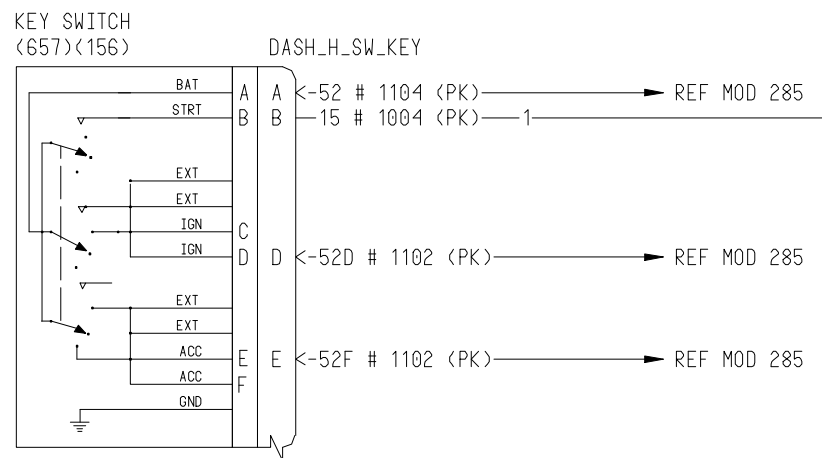 KEY SWITCH
(657)(156)
DASH_H_SW_KEY
BAT A A <-52 # 1104 (PK) REF MOD 285
STRT B B 15 # 1004 (PK) 1
EXT
EXT
IGN C
IGN D D <-52D # 1102 (PK) REF MOD 285
EXT
EXT
ACC E E <-52F # 1102 (PK) REF MOD 285
ACC F
GND